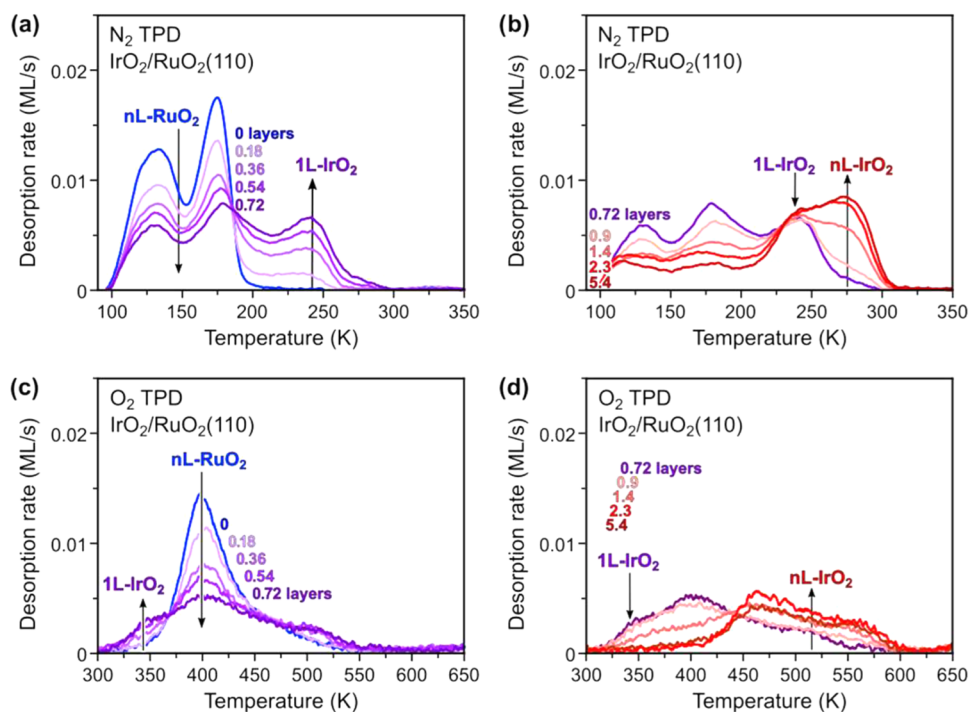 (a)
N₂ TPD
IrO₂/RuO₂(110)
Desorption rate (ML/s)
0.02
0.01
0
nL-RuO₂
0 layers
0.18
0.36
0.54
0.72
1L-IrO₂
100
150
200
250
300
350
Temperature (K)
(b)
N₂ TPD
IrO₂/RuO₂(110)
Desorption rate (ML/s)
0.02
0.01
0
1L-IrO₂
nL-IrO₂
0.72 layers
0.9
1.4
2.3
5.4
100
150
200
250
300
350
Temperature (K)
(c)
O₂ TPD
IrO₂/RuO₂(110)
Desorption rate (ML/s)
0.02
0.01
0
nL-RuO₂
0
0.18
0.36
0.54
0.72 layers
1L-IrO₂
300
350
400
450
500
550
600
650
Temperature (K)
(d)
O₂ TPD
IrO₂/RuO₂(110)
Desorption rate (ML/s)
0.02
0.01
0
0.72 layers
0.9
1.4
2.3
5.4
1L-IrO₂
nL-IrO₂
300
350
400
450
500
550
600
650
Temperature (K)